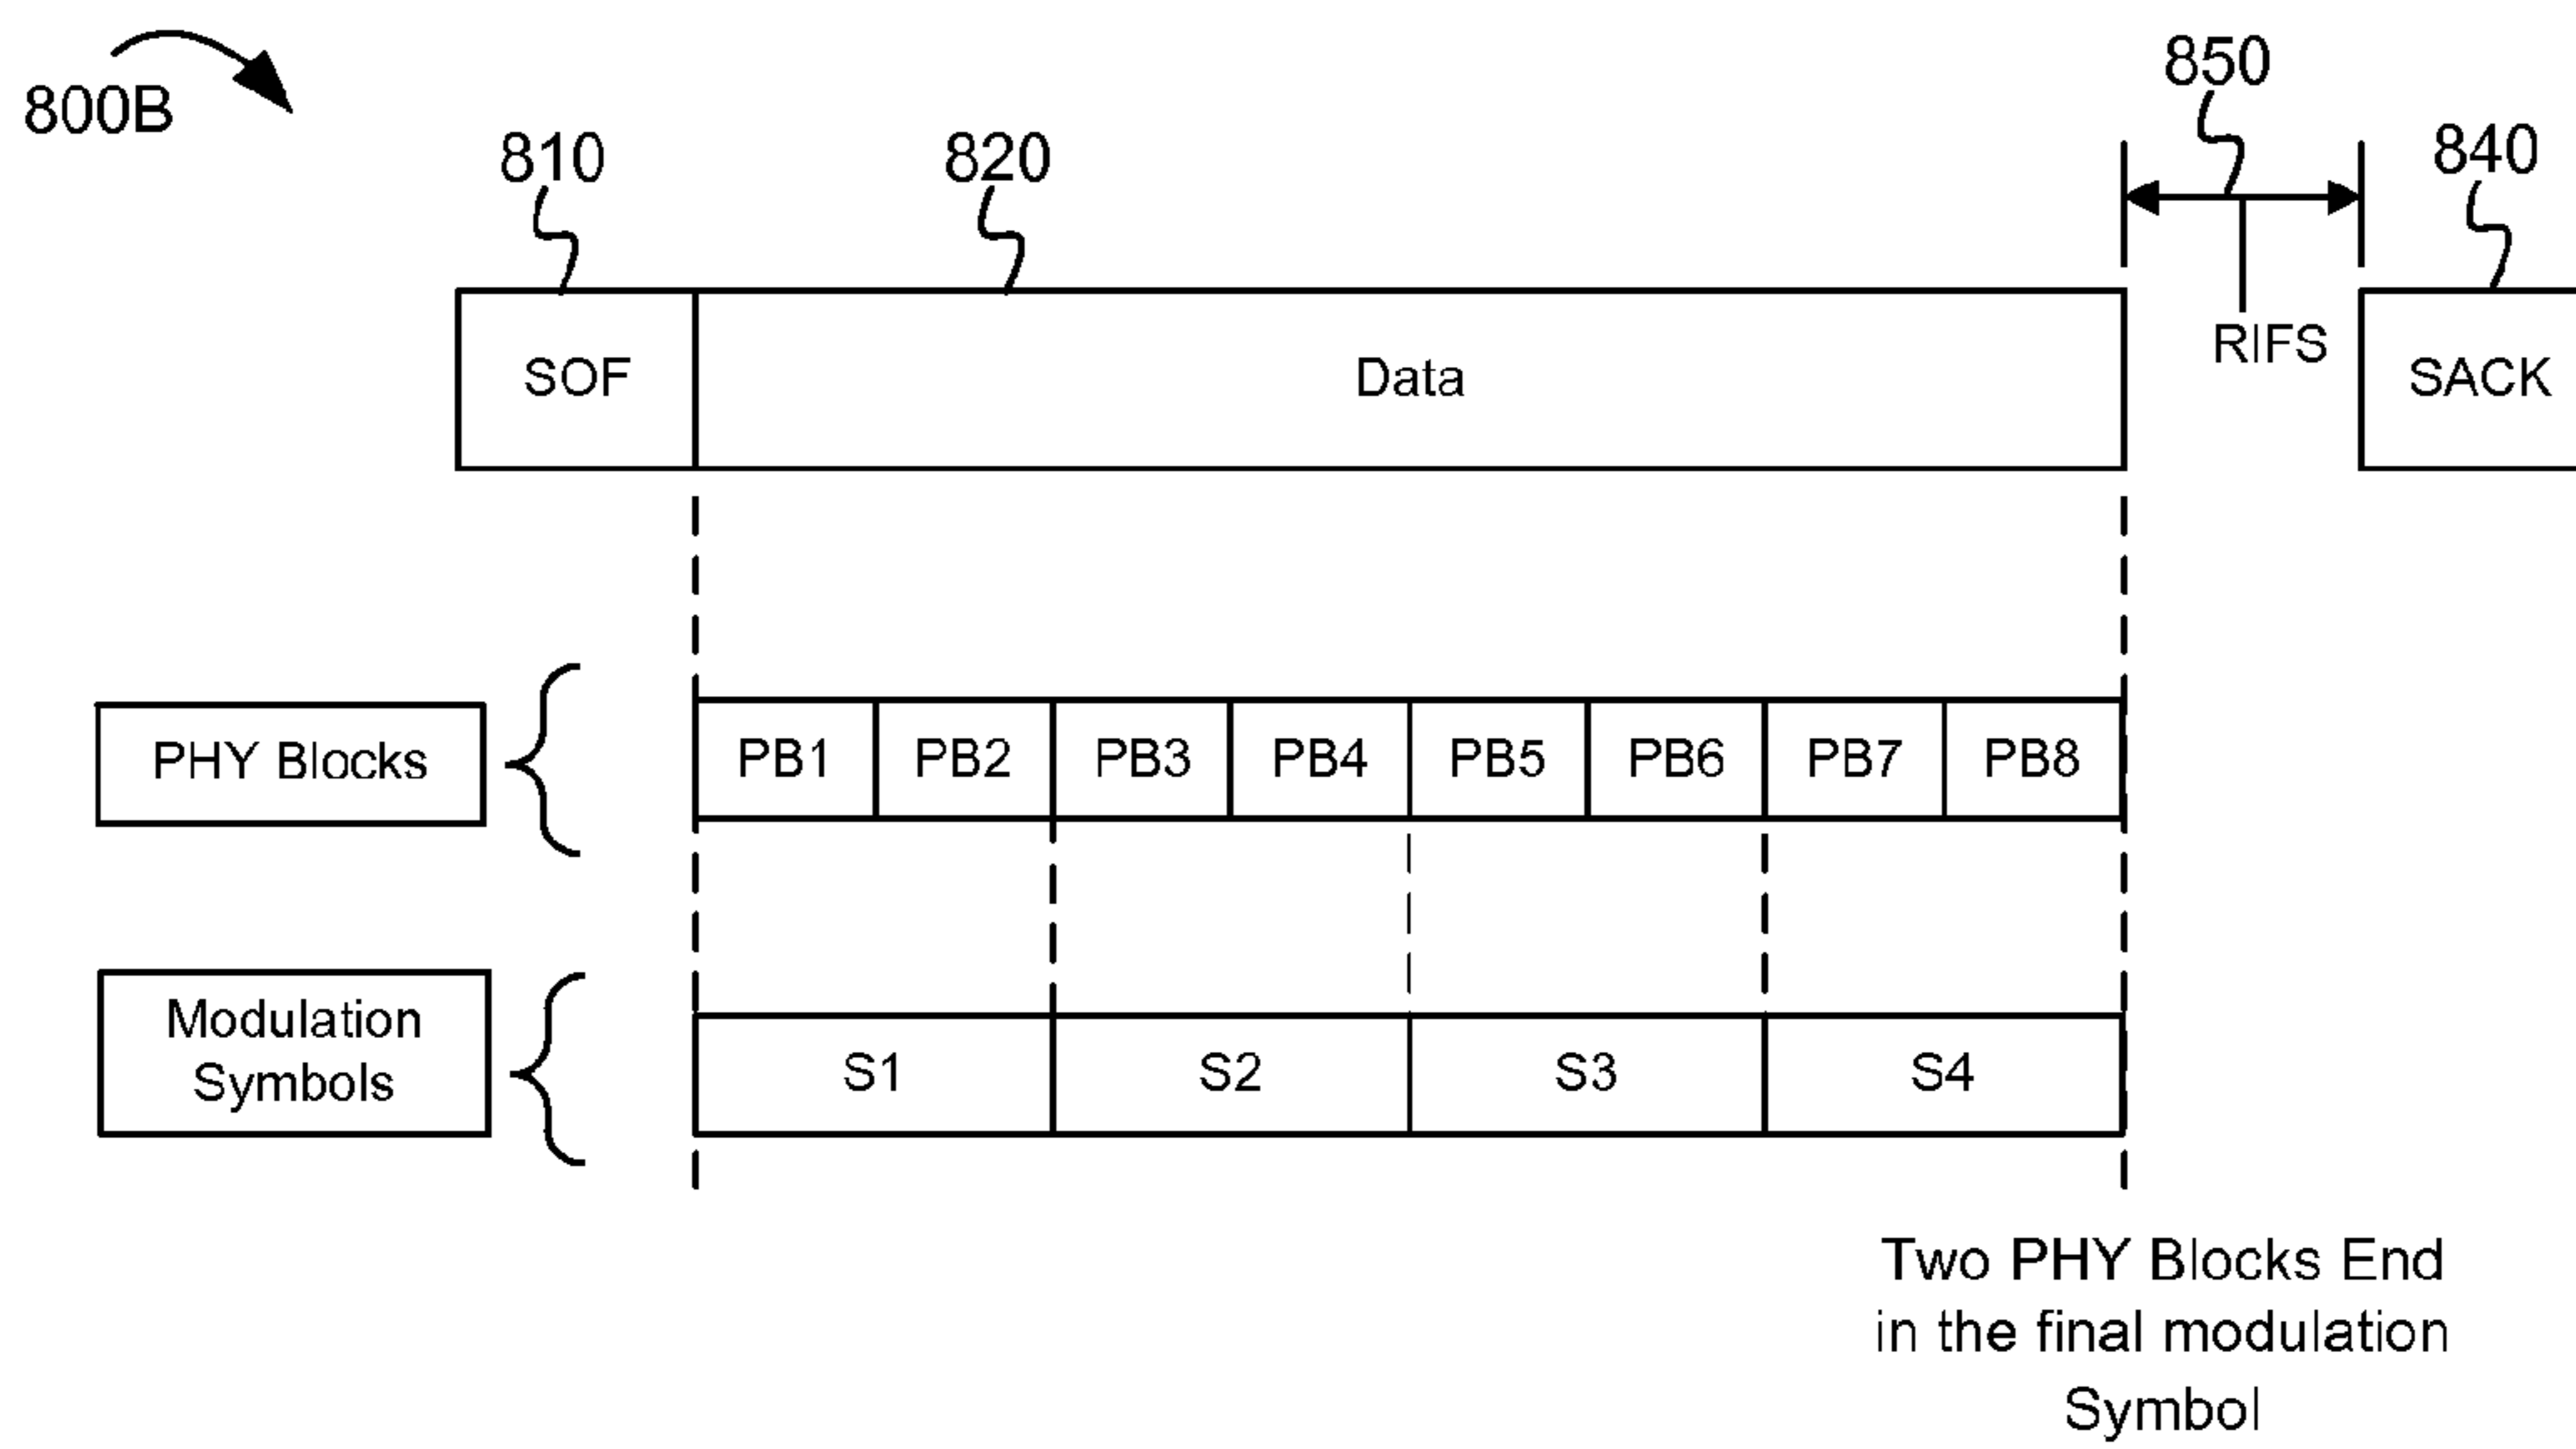 800B
810
820
850
840
SOF
Data
RIFS
SACK
PHY Blocks
PB1 PB2 PB3 PB4 PB5 PB6 PB7 PB8
Modulation
Symbols
S1 S2 S3 S4
Two PHY Blocks End
in the final modulation
Symbol